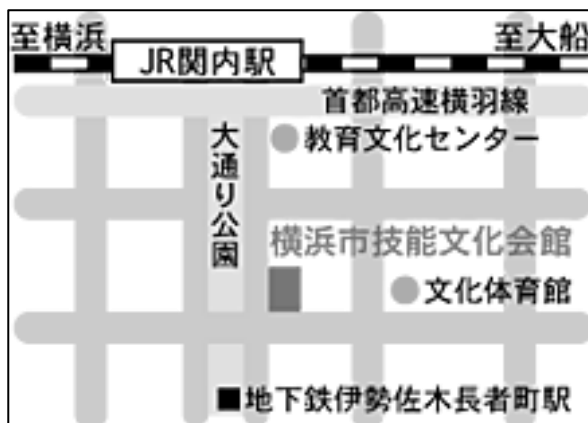 至横浜
至大船
JR関内駅
首都高速横羽線
大通り公園
教育文化センター
横浜市技能文化会館
文化体育館
地下鉄伊勢佐木長者町駅